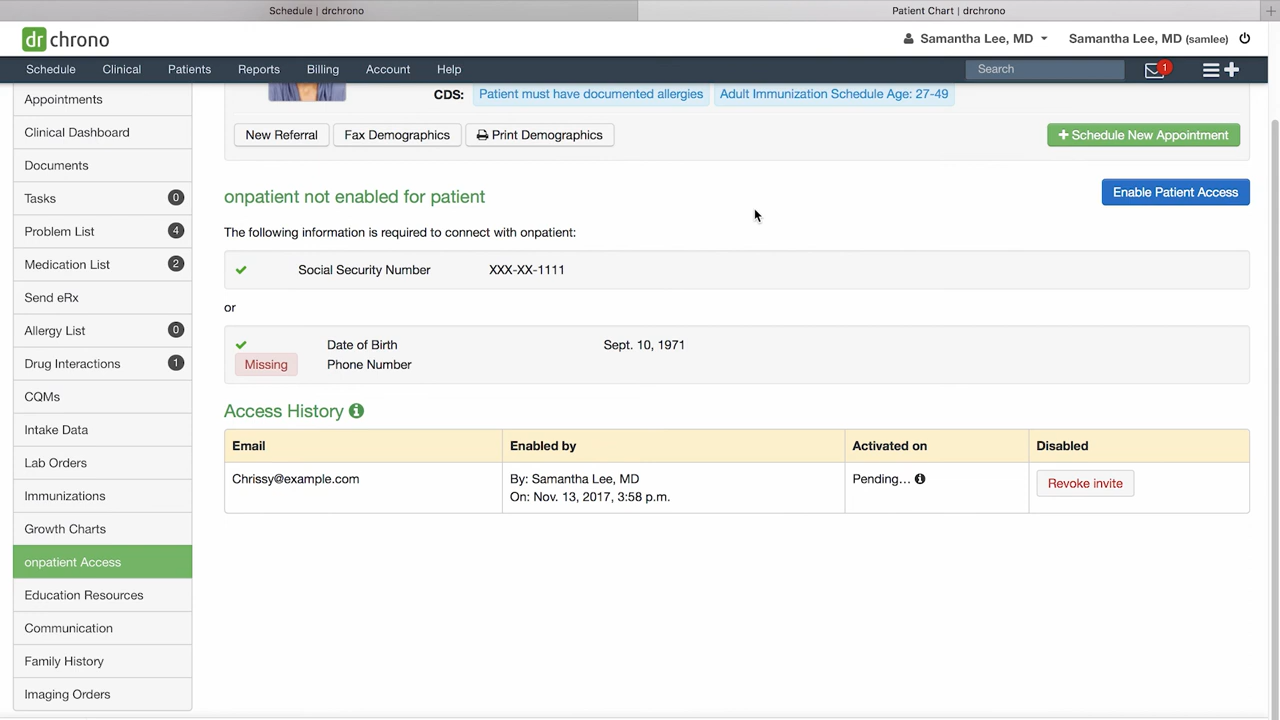 Schedule | drchrono
Patient Chart | drchrono
+
dr chrono
Samantha Lee, MD
Samantha Lee, MD (samlee)
Schedule
Clinical
Patients
Reports
Billing
Account
Help
Search
1
Appointments
Clinical Dashboard
Documents
Tasks 0
Problem List 4
Medication List 2
Send eRx
Allergy List 0
Drug Interactions 1
CQMs
Intake Data
Lab Orders
Immunizations
Growth Charts
onpatient Access
Education Resources
Communication
Family History
Imaging Orders
CDS: Patient must have documented allergies Adult Immunization Schedule Age: 27-49
New Referral
Fax Demographics
Print Demographics
+ Schedule New Appointment
onpatient not enabled for patient
Enable Patient Access
The following information is required to connect with onpatient:
Social Security Number XXX-XX-1111
or
Date of Birth Sept. 10, 1971
Missing Phone Number
Access History
Email Enabled by Activated on Disabled
Chrissy@example.com By: Samantha Lee, MD Pending... Revoke invite
On: Nov. 13, 2017, 3:58 p.m.